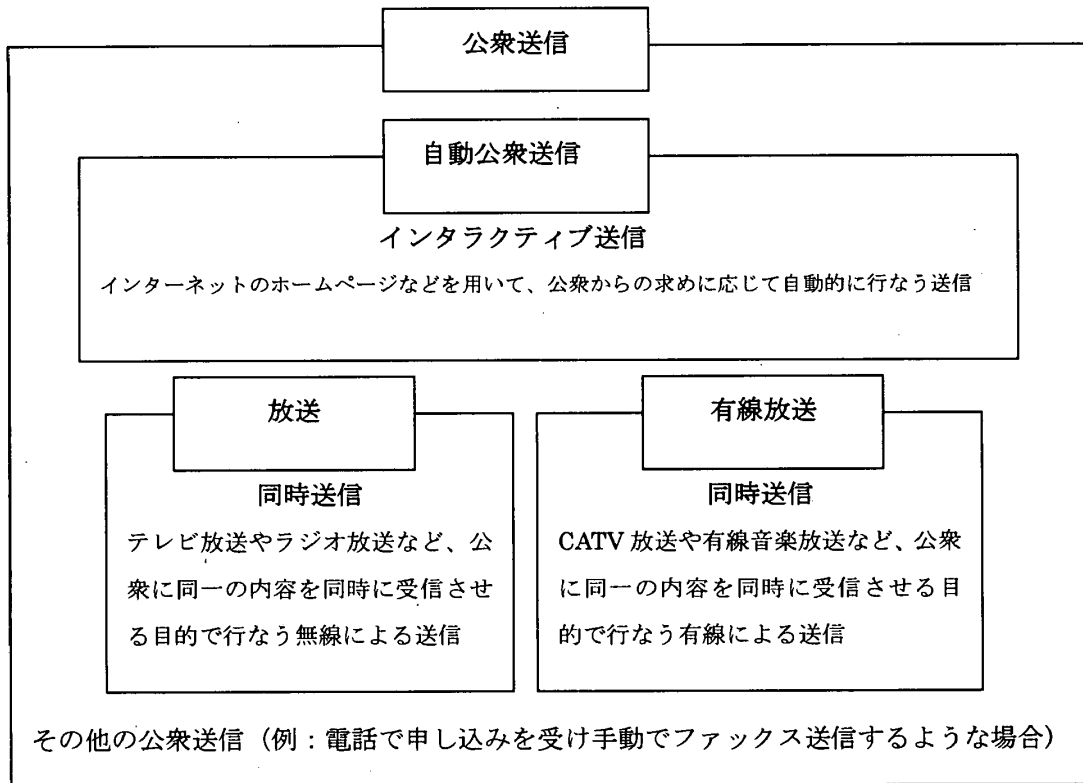 公衆送信
自動公衆送信
インタラクティブ送信
インターネットのホームページなどを用いて、公衆からの求めに応じて自動的に行なう送信
放送
同時送信
テレビ放送やラジオ放送など、公
衆に同一の内容を同時に受信させ
る目的で行なう無線による送信
有線放送
同時送信
CATV 放送や有線音楽放送など、公衆
に同一の内容を同時に受信させる目
的で行なう有線による送信
その他の公衆送信（例：電話で申し込みを受け手動でファックス送信するような場合）